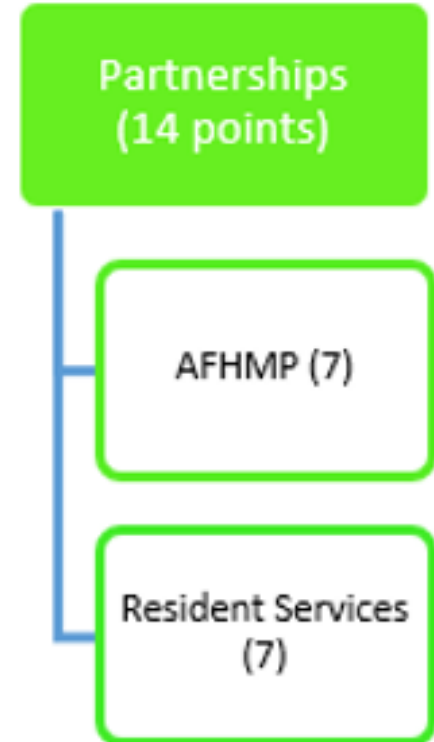 Partnerships
(14 points)
AFHMP (7)
Resident Services
(7)